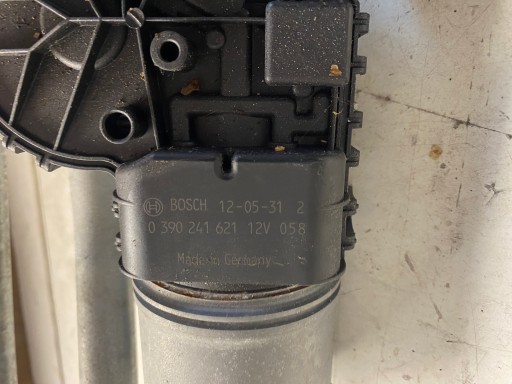 BOSCH 12-05-31 2
0 390 241 621 12V 058
Made in Germany